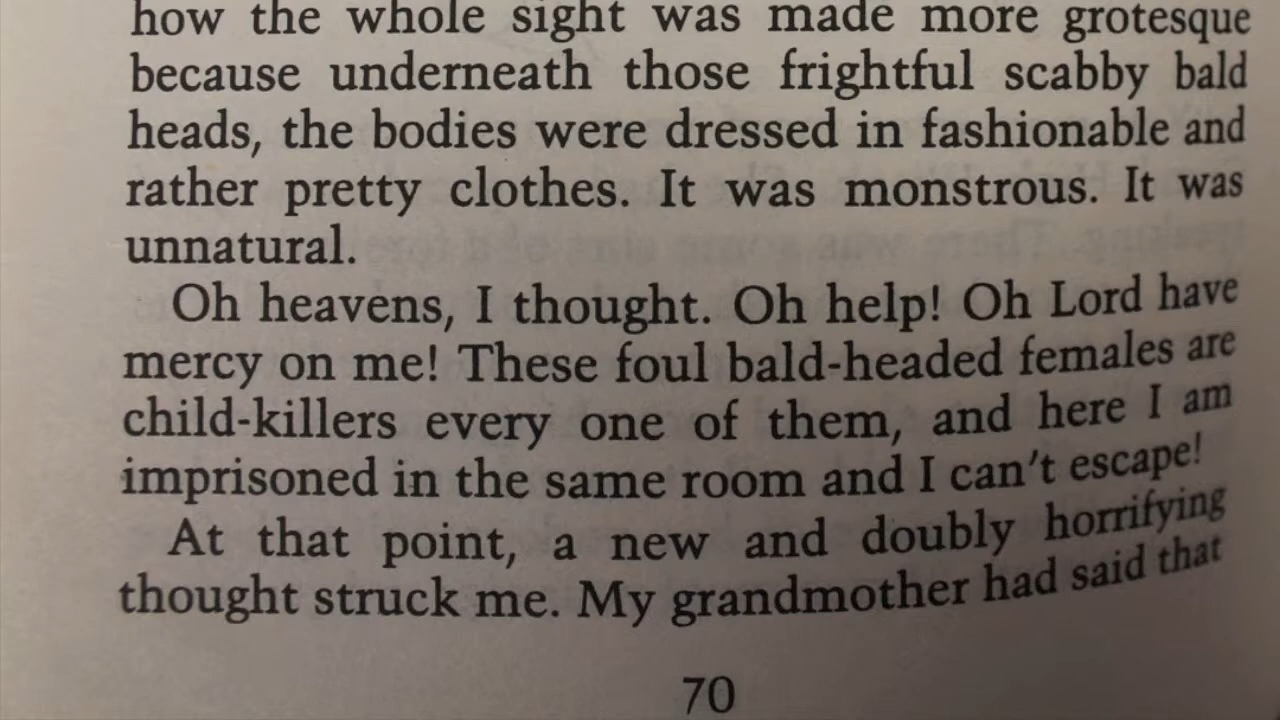 how the whole sight was made more grotesque
because underneath those frightful scabby bald
heads, the bodies were dressed in fashionable and
rather pretty clothes. It was monstrous. It was
unnatural.
Oh heavens, I thought. Oh help! Oh Lord have
mercy on me! These foul bald-headed females are
child-killers every one of them, and here I am
imprisoned in the same room and I can't escape!
At that point, a new and doubly horrifying
thought struck me. My grandmother had said that
70